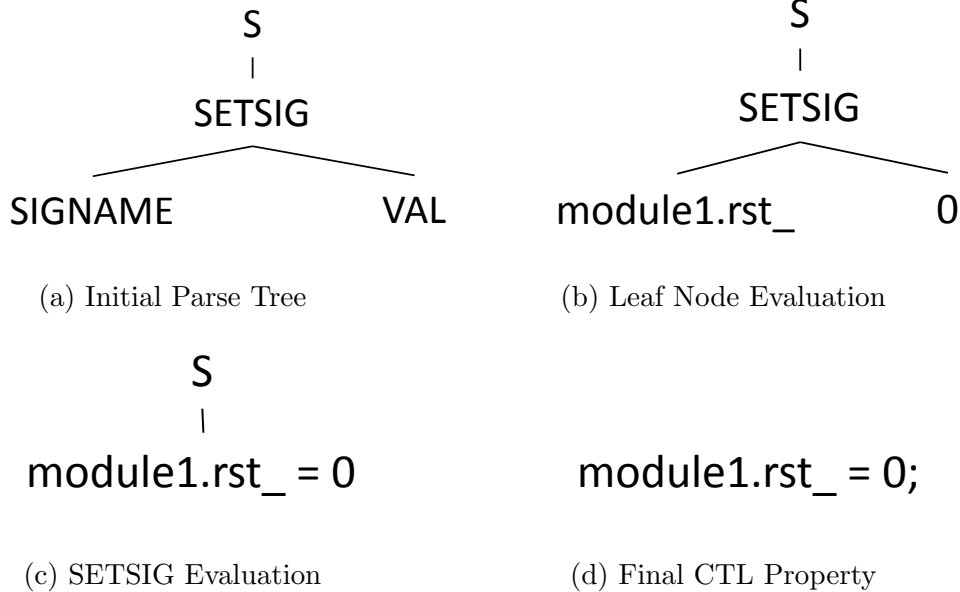 S
SETSIG
SIGNAME VAL
(a) Initial Parse Tree
S
SETSIG
module1.rst_ 0
(b) Leaf Node Evaluation
S
module1.rst_ = 0
(c) SETSIG Evaluation
module1.rst_ = 0;
(d) Final CTL Property